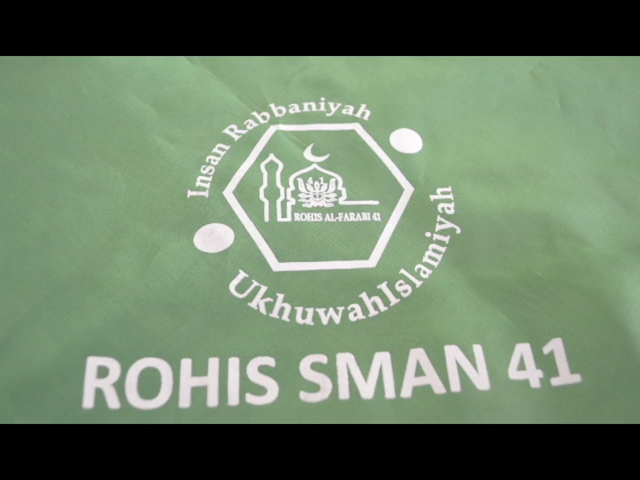 Insan Rabbaniyah
ROHIS AL-FARABI 41
UkhuwahIslamiyah
ROHIS SMAN 41